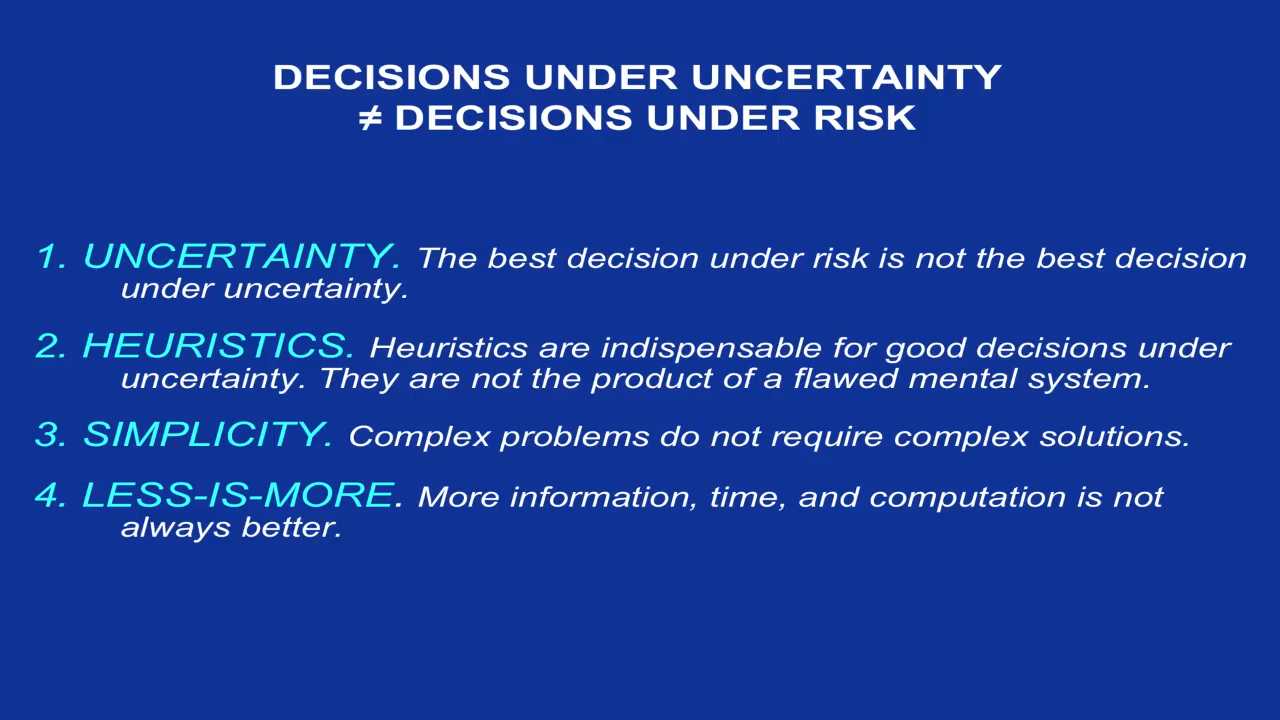 DECISIONS UNDER UNCERTAINTY
≠ DECISIONS UNDER RISK
1. UNCERTAINTY. The best decision under risk is not the best decision
under uncertainty.
2. HEURISTICS. Heuristics are indispensable for good decisions under
uncertainty. They are not the product of a flawed mental system.
3. SIMPLICITY. Complex problems do not require complex solutions.
4. LESS-IS-MORE. More information, time, and computation is not
always better.